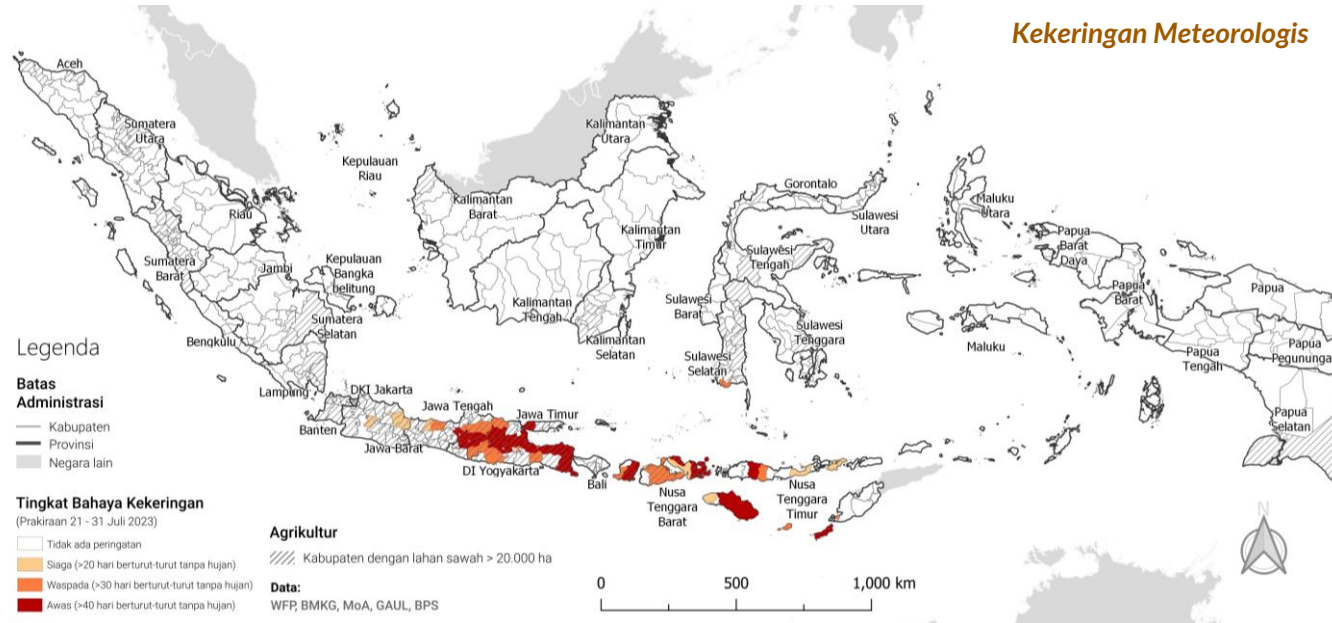 Kekeringan Meteorologis
Aceh
Sumatera
Utara
Kepulauan
Riau
Riau
Sumatera
Barat
Jambi
Kepulauan
Bangka
belitung
Sumatera
Selatan
Bengkulu
Lampung
Kalimantan
Utara
Kalimantan
Barat
Kalimantan
Timur
Kalimantan
Tengah
Kalimantan
Selatan
Gorontalo
Sulawesi
Utara
Sulawesi
Tengah
Sulawesi
Barat
Sulawesi
Tenggara
Sulawesi
Selatan
Maluku
Utara
Maluku
Papua
Barat
Daya
Papua
Barat
Papua
Papua
Pegununga
Papua
Tengah
Papua
Selatan
DKI Jakarta
Banten
Jawa Tengah
Jawa Timur
Jawa-Barat
DI Yogyakarta
Bali
Nusa
Tenggara
Barat
Nusa
Tenggara
Timur
Legenda
Batas
Administrasi
Kabupaten
Provinsi
Negara lain
Tingkat Bahaya Kekeringan
(Prakiraan 21 - 31 Juli 2023)
Tidak ada peringatan
Siaga (>20 hari berturut-turut tanpa hujan)
Waspada (>30 hari berturut-turut tanpa hujan)
Awas (>40 hari berturut-turut tanpa hujan)
Agrikultur
Kabupaten dengan lahan sawah > 20.000 ha
Data:
WFP, BMKG, MoA, GAUL, BPS
0 500 1,000 km
N